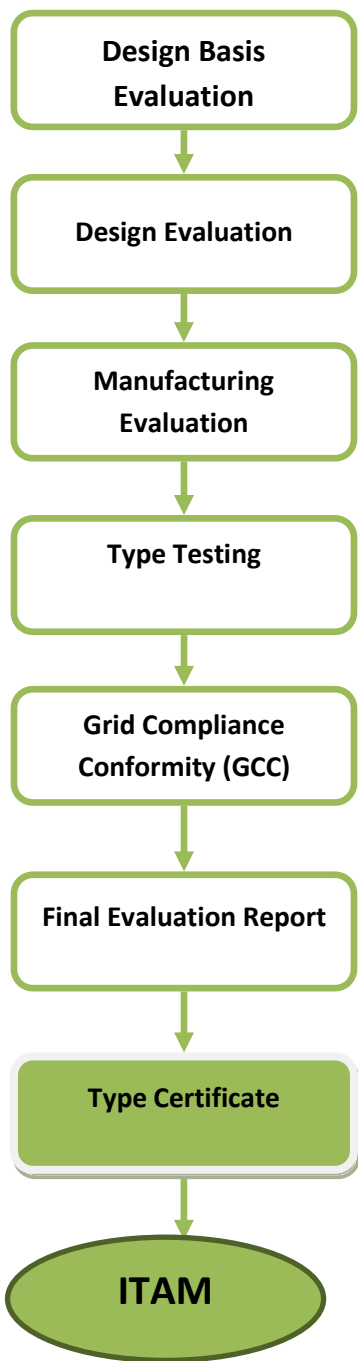 Design Basis
Evaluation
Design Evaluation
Manufacturing
Evaluation
Type Testing
Grid Compliance
Conformity (GCC)
Final Evaluation Report
Type Certificate
ITAM